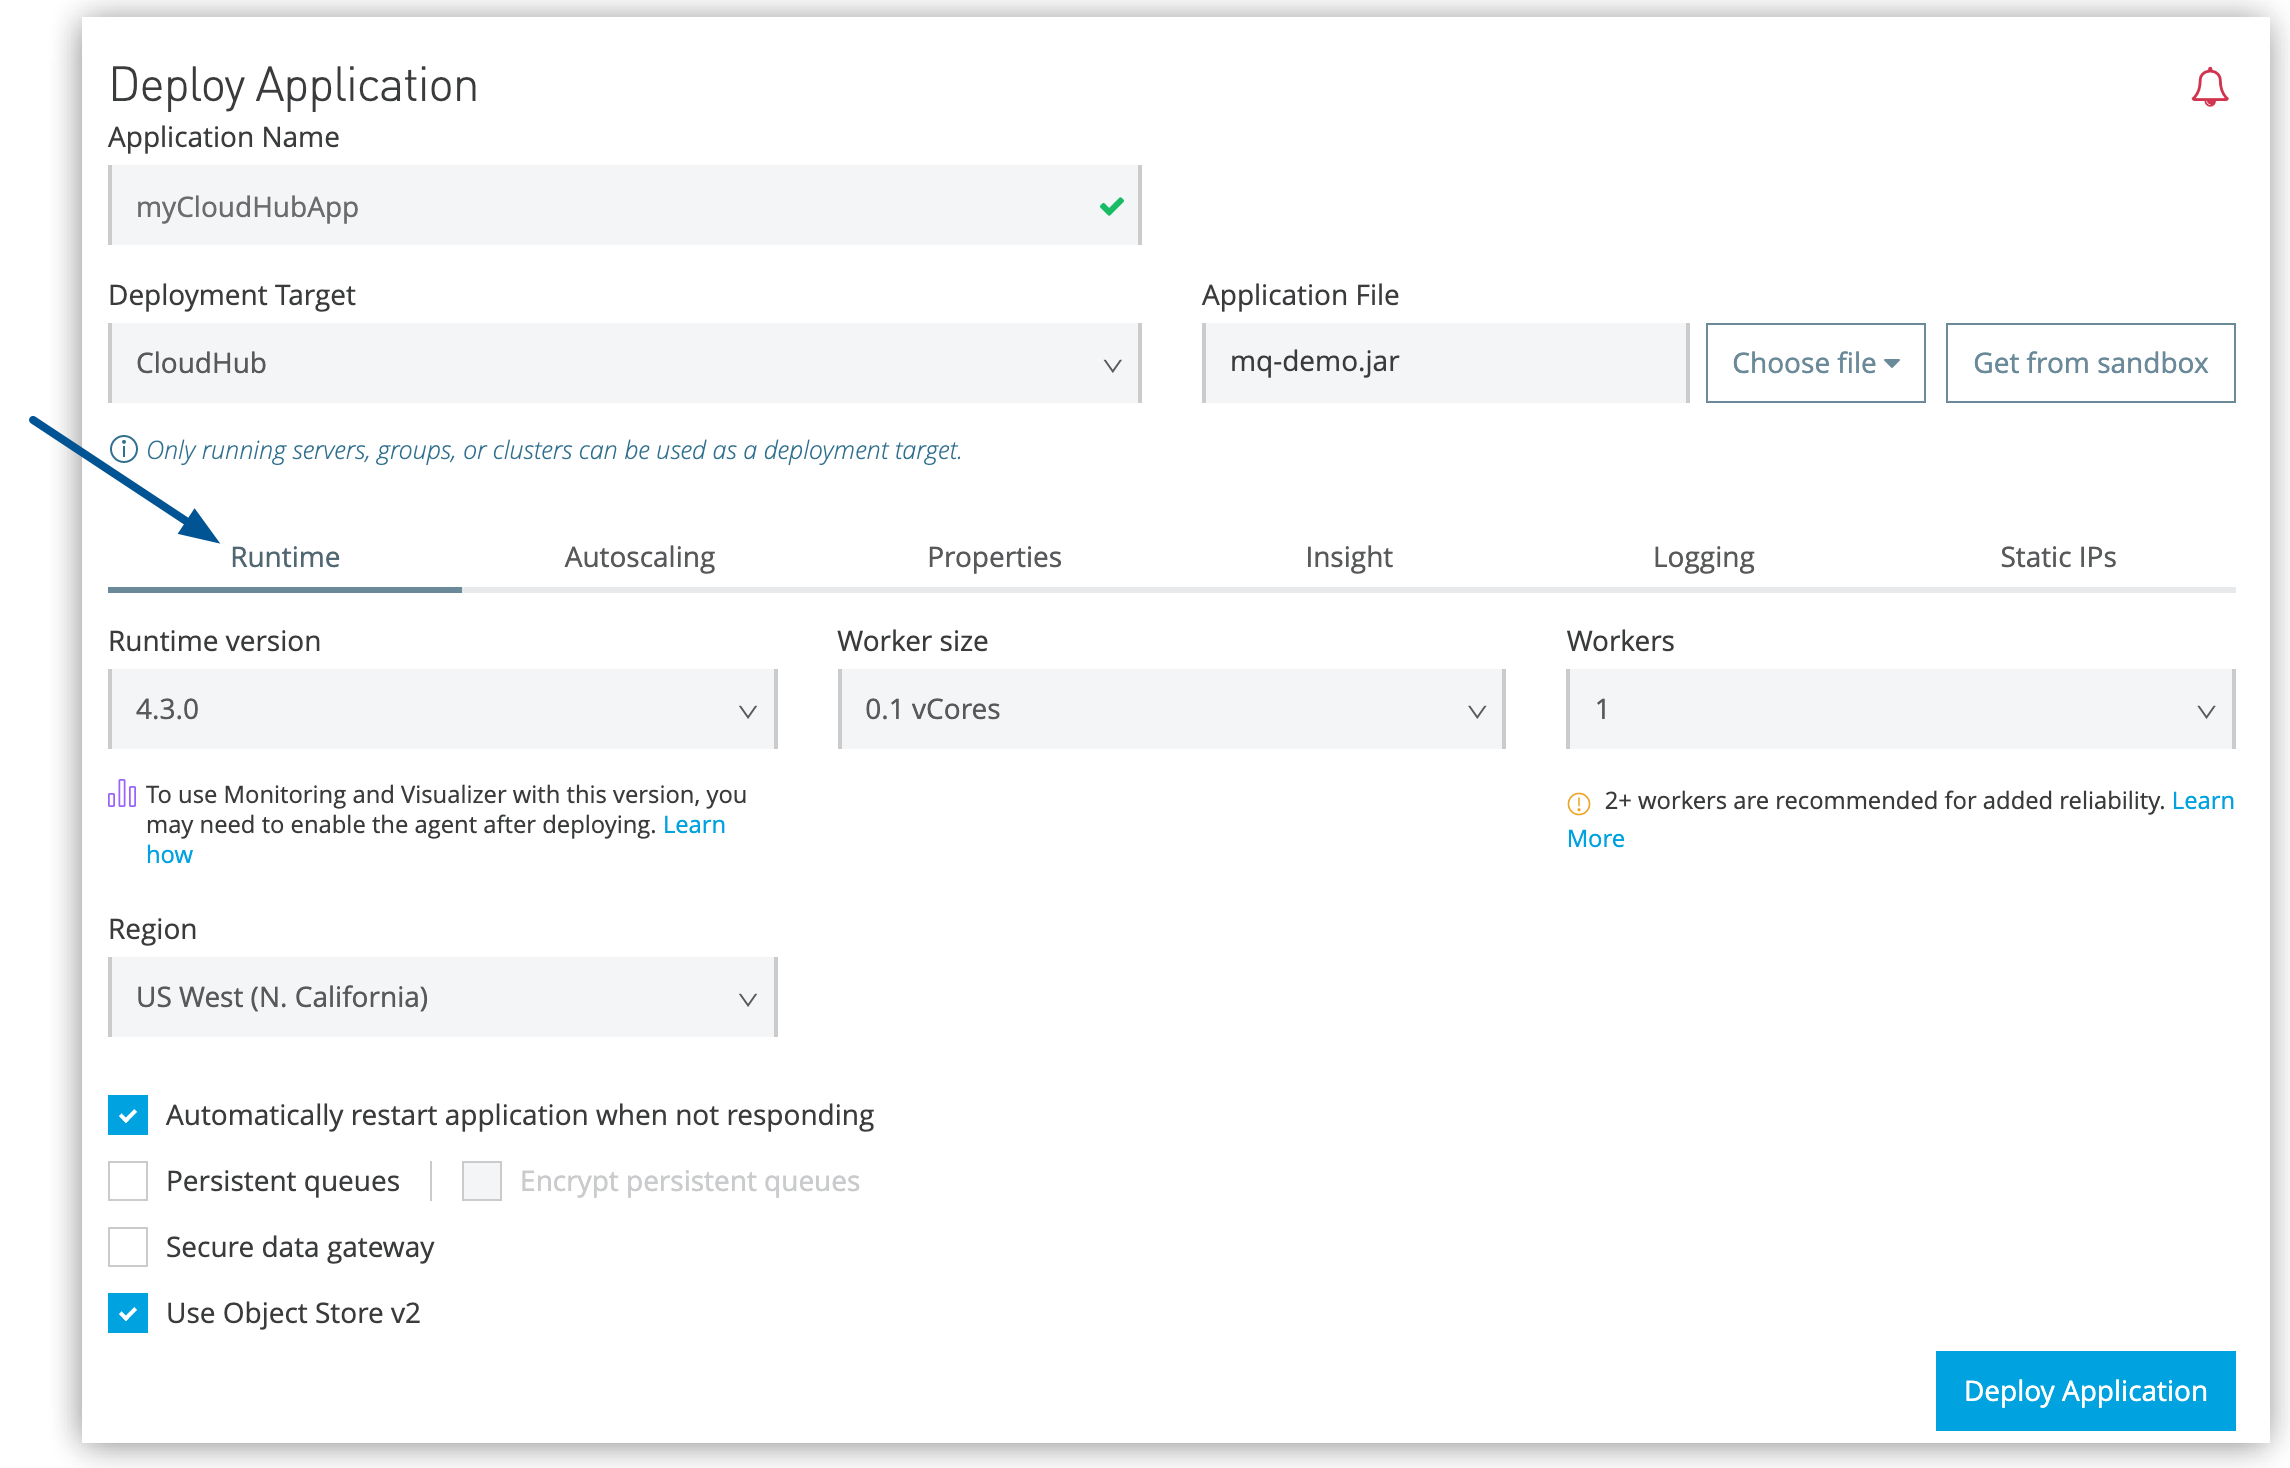 Deploy Application
Application Name
myCloudHubApp
Deployment Target
Application File
CloudHub
mq-demo.jar
Choose file
Get from sandbox
Only running servers, groups, or clusters can be used as a deployment target.
Runtime
Autoscaling
Properties
Insight
Logging
Static IPs
Runtime version
Worker size
Workers
4.3.0
0.1 vCores
1
To use Monitoring and Visualizer with this version, you
may need to enable the agent after deploying. Learn
how
2+ workers are recommended for added reliability. Learn
More
Region
US West (N. California)
Automatically restart application when not responding
Persistent queues
Encrypt persistent queues
Secure data gateway
Use Object Store v2
Deploy Application